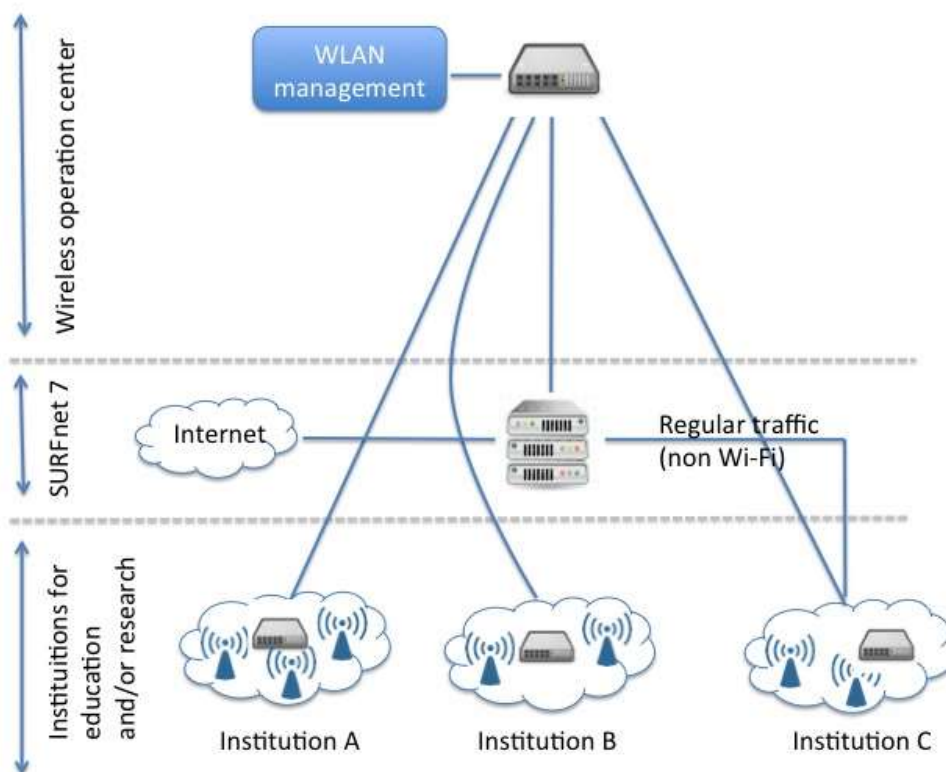 Wireless operation center
WLAN
management
SURFnet 7
Internet
Regular traffic
(non Wi-Fi)
Instituitions for
education
and/or research
Institution A
Institution B
Institution C